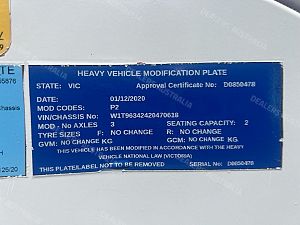 HEAVY VEHICLE MODIFICATION PLATE
STATE: VIC Approval Certificate No: D0850478
DATE: 01/12/2020
MOD CODES: P2
VIN/CHASSIS No: W1T96342420470638
MOD - No AXLES 3 SEATING CAPACITY: 2
TYRE SIZES F: NO CHANGE R: NO CHANGE
GVM: NO CHANGE KG GCM: NO CHANGE KG
THIS VEHICLE HAS BEEN MODIFIED IN ACCORDANCE WITH THE HEAVY
VEHICLE NATIONAL LAW (VICTORIA)
THIS PLATE/LABEL NOT TO BE REMOVED SERIAL No: D0850478
65876
125/20